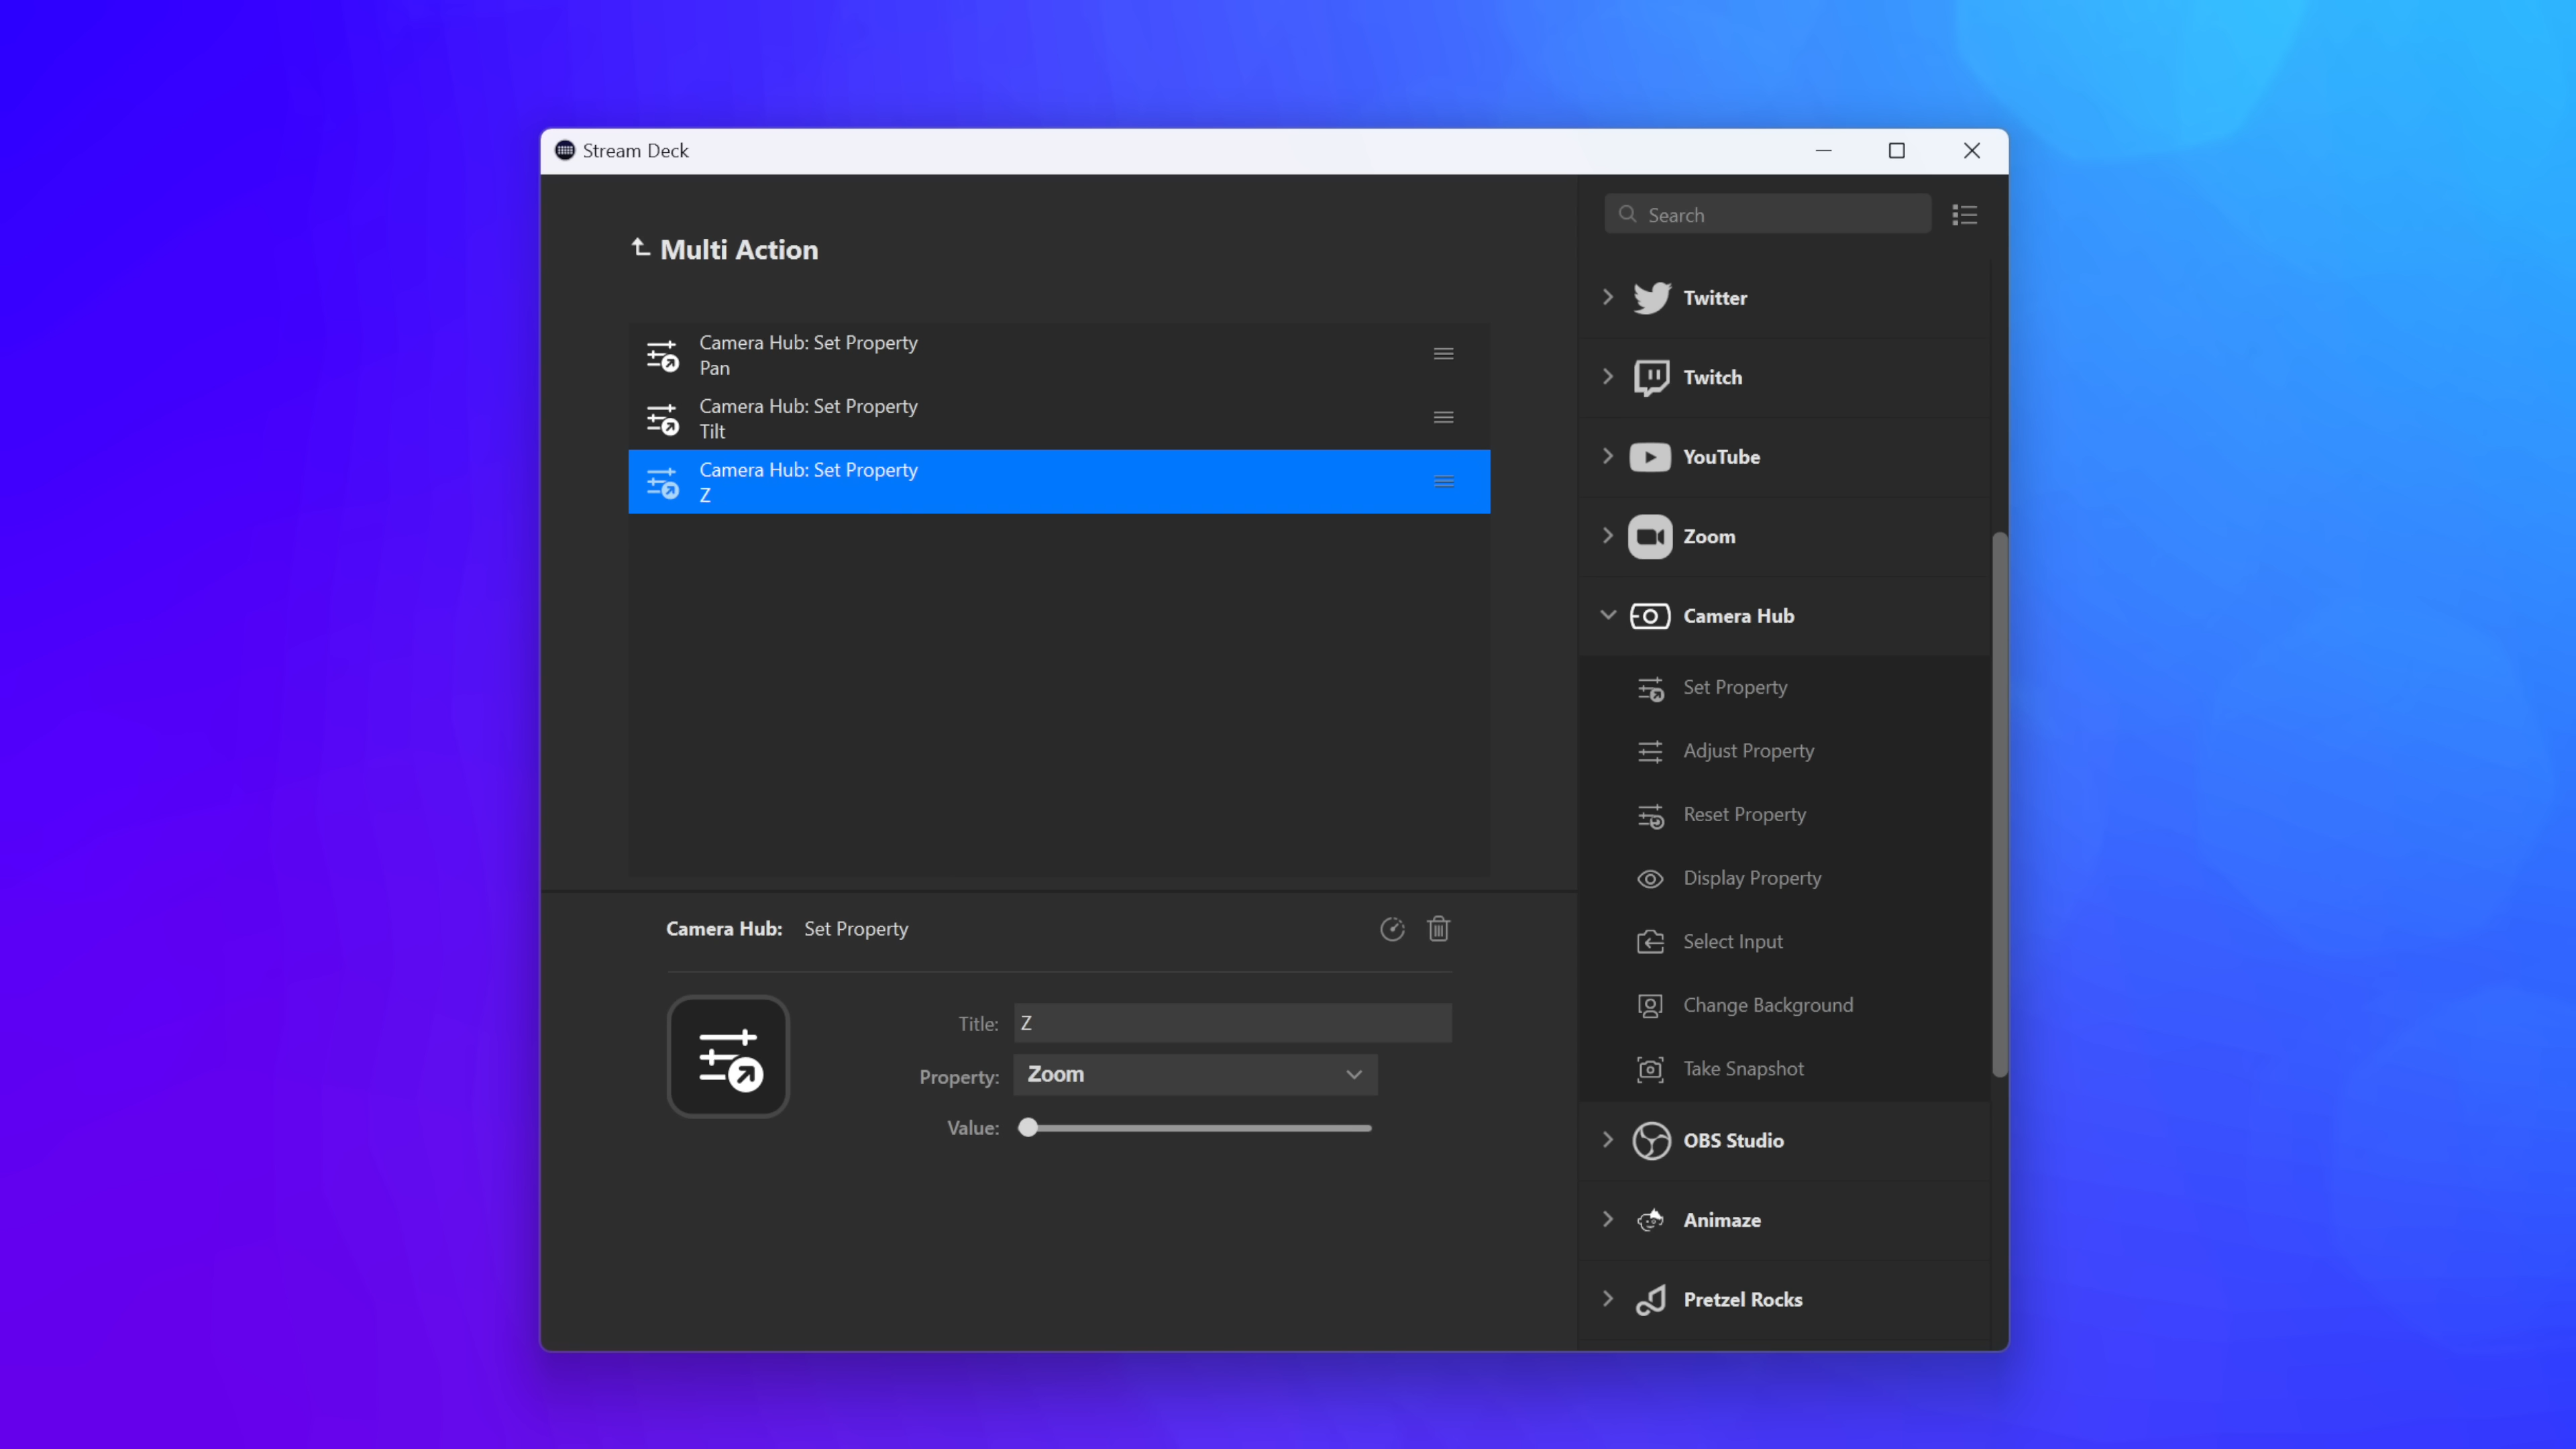 Stream Deck
Search
Multi Action
Camera Hub: Set Property
Pan
Camera Hub: Set Property
Tilt
Camera Hub: Set Property
Z
Camera Hub: Set Property
Title: Z
Property: Zoom
Value:
Twitter
Twitch
YouTube
Zoom
Camera Hub
Set Property
Adjust Property
Reset Property
Display Property
Select Input
Change Background
Take Snapshot
OBS Studio
Animaze
Pretzel Rocks